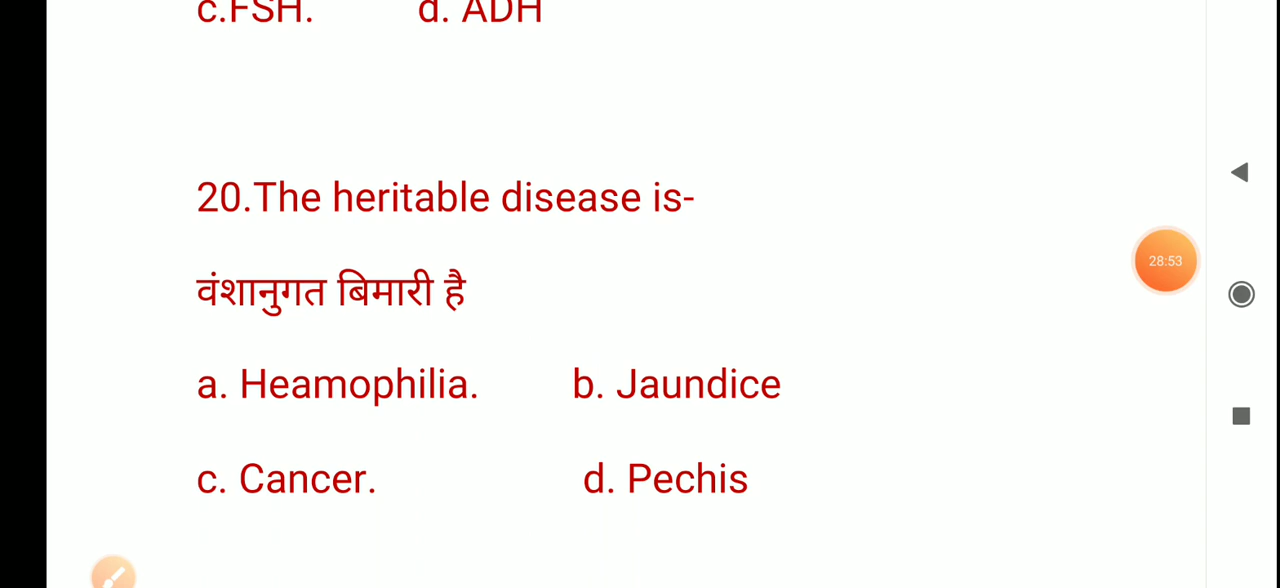 c.FSH. d. ADH
20.The heritable disease is-
वंशानुगत बिमारी है
28:53
a. Heamophilia. b. Jaundice
c. Cancer. d. Pechis